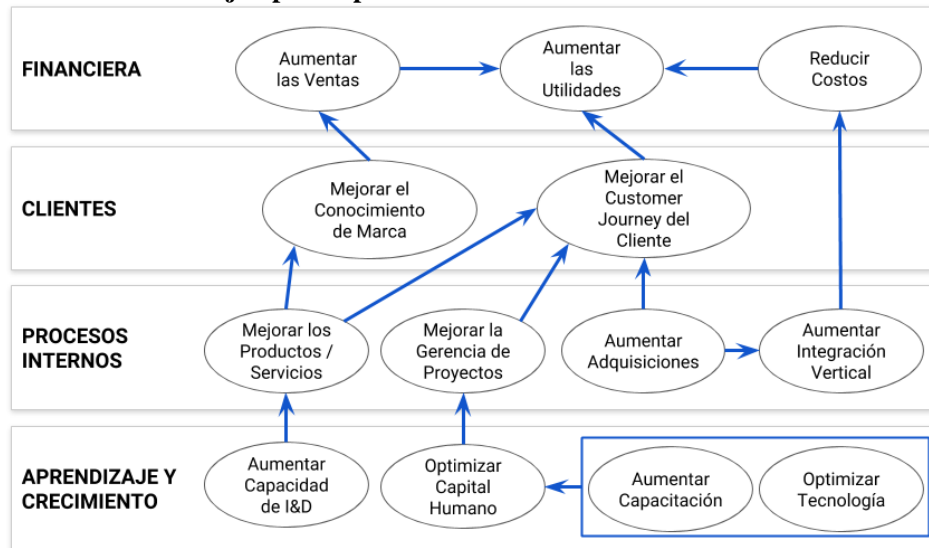 FINANCIERA
Aumentar
las Ventas
Aumentar
las
Utilidades
Reducir
Costos
CLIENTES
Mejorar el
Conocimiento
de Marca
Mejorar el
Customer
Journey del
Cliente
PROCESOS
INTERNOS
Mejorar los
Productos /
Servicios
Mejorar la
Gerencia de
Proyectos
Aumentar
Adquisiciones
Aumentar
Integración
Vertical
APRENDIZAJE Y
CRECIMIENTO
Aumentar
Capacidad
de I&D
Optimizar
Capital
Humano
Aumentar
Capacitación
Optimizar
Tecnología